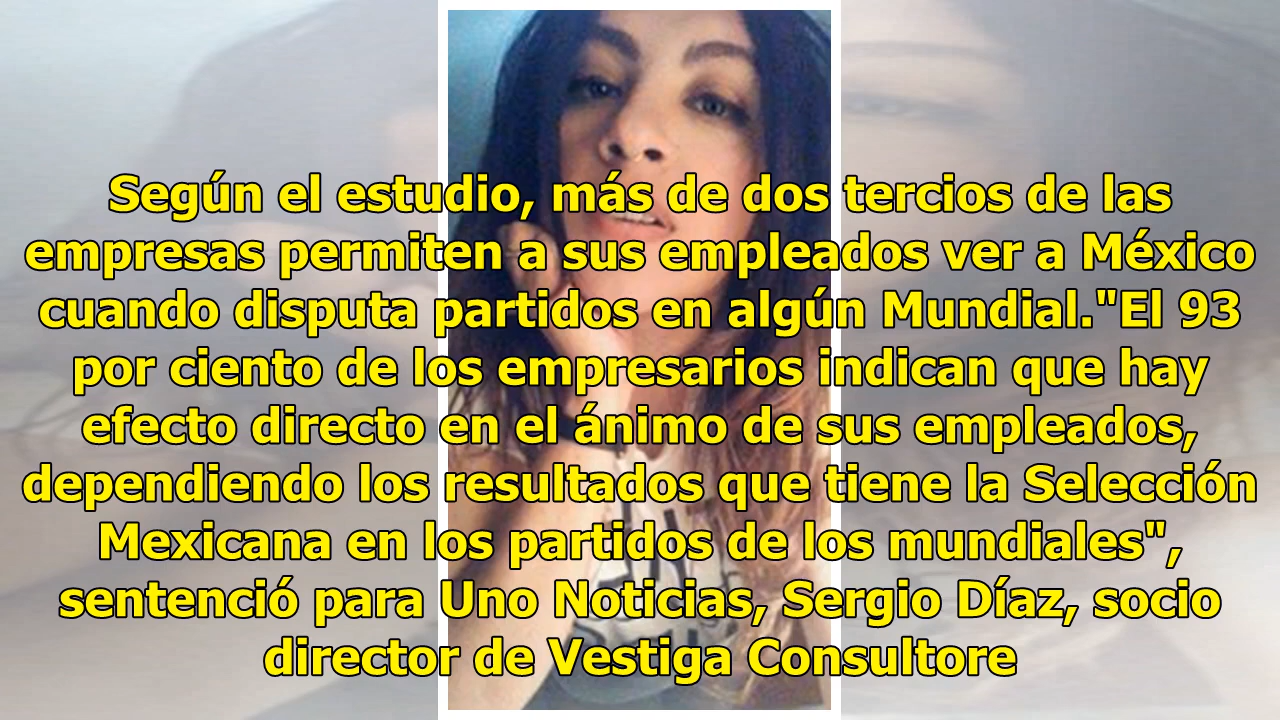 Según el estudio, más de dos tercios de las
empresas permiten a sus empleados ver a México
cuando disputa partidos en algún Mundial."El 93
por ciento de los empresarios indican que hay
efecto directo en el ánimo de sus empleados,
dependiendo los resultados que tiene la Selección
Mexicana en los partidos de los mundiales",
sentenció para Uno Noticias, Sergio Díaz, socio
director de Vestiga Consultore